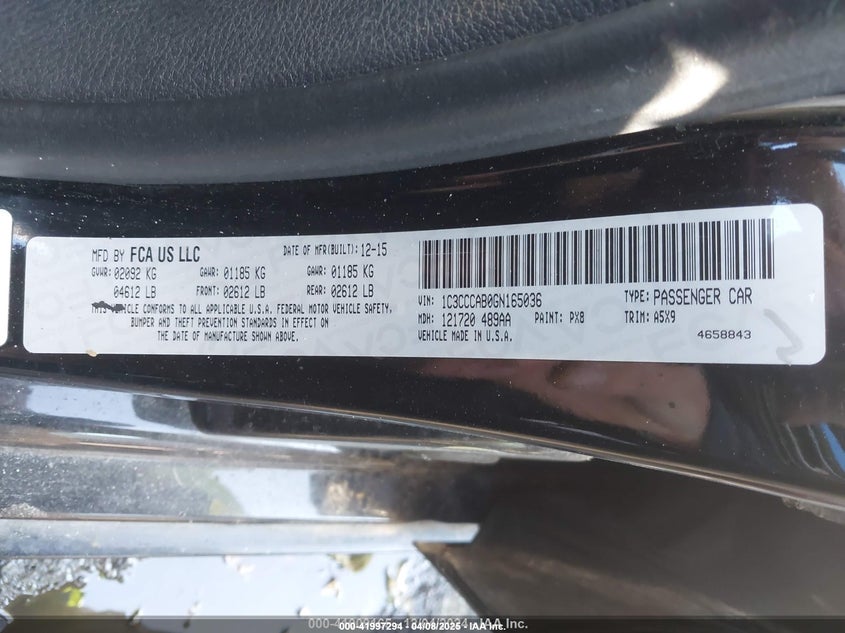 MFD BY FCA US LLC
DATE OF MFR(BUILT): 12-15
GVWR: 02092 KG GAWR: 01185 KG GAWR: 01185 KG
04612 LB FRONT: 02612 LB REAR: 02612 LB
THIS VEHICLE CONFORMS TO ALL APPLICABLE U.S.A. FEDERAL MOTOR VEHICLE SAFETY,
BUMPER AND THEFT PREVENTION STANDARDS IN EFFECT ON
THE DATE OF MANUFACTURE SHOWN ABOVE.
VIN: 1C3CCCAB0GN165036 TYPE: PASSENGER CAR
MDH: 121720 489AA PAINT: PX8 TRIM: A5X9
VEHICLE MADE IN U.S.A.
4658843
000-41997294 - 04/08/2025 - IAA Inc.